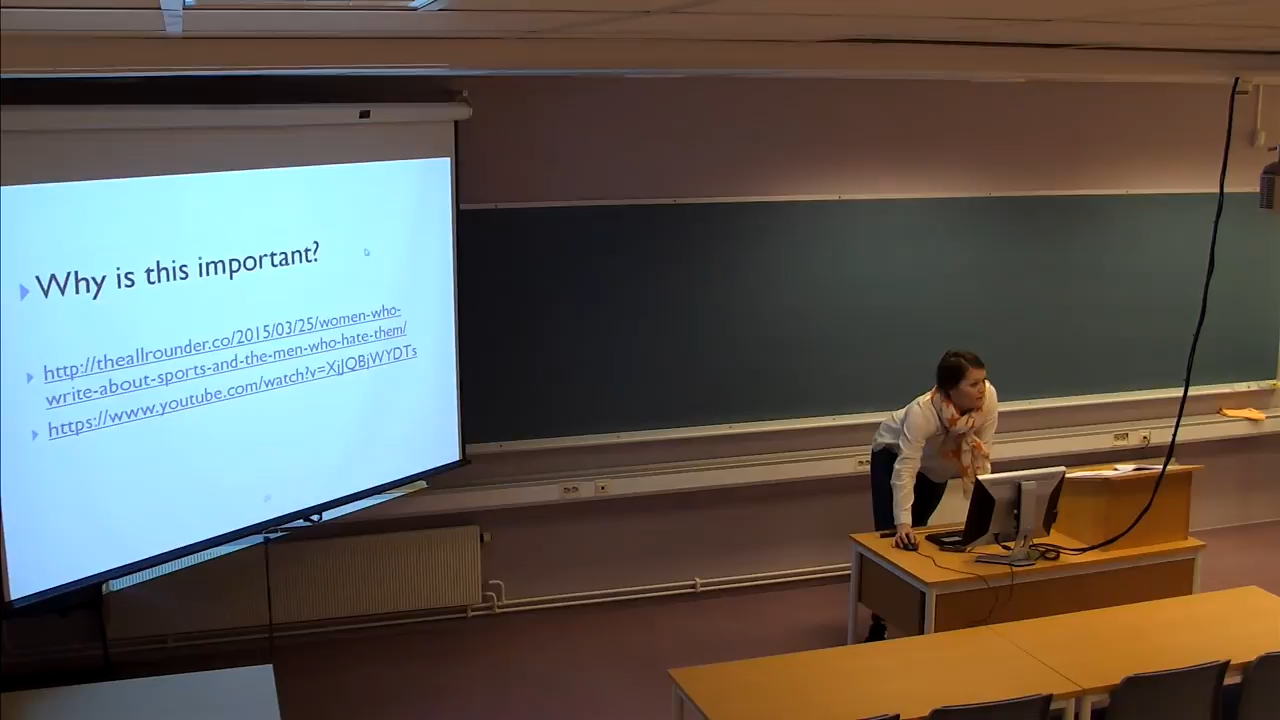 Why is this important?
http://theallrounder.co/2015/03/25/women-who-
write-about-sports-and-the-men-who-hate-them/
https://www.youtube.com/watch?v=XjJQBjWYDTs